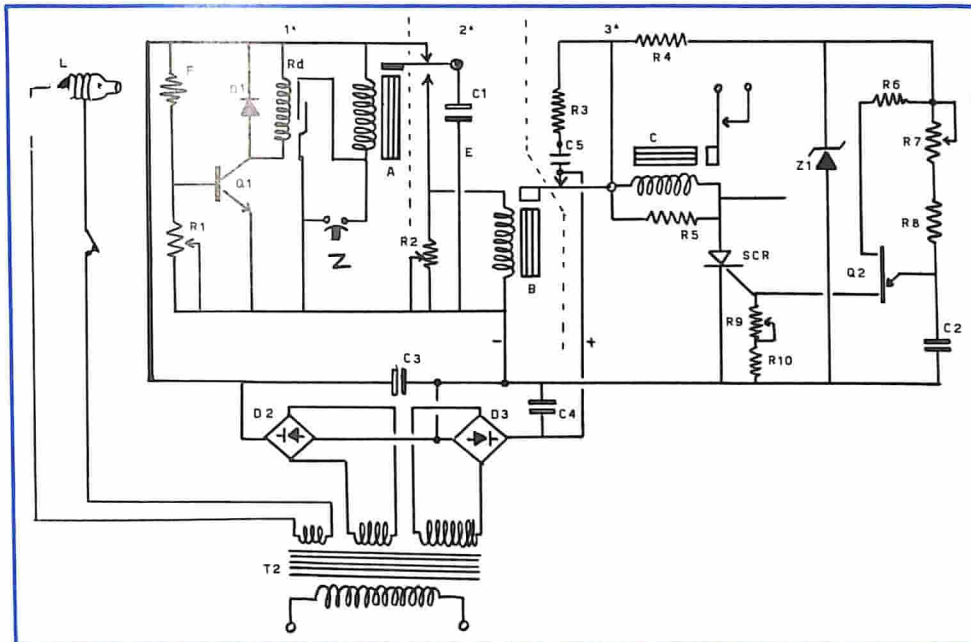 1* 2* 3*
L Rd R4
D1 C1 R6
R3 C5 C Z1 R7
A E
Q1 R5 R8
R1 R2 SCR Q2
B
R9
- + C2
C3 R10
D2 D3 C4
T2